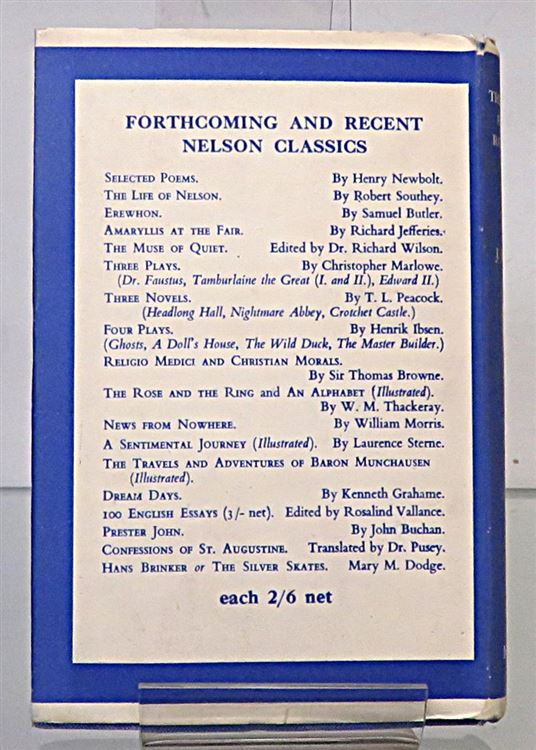 FORTHCOMING AND RECENT
NELSON CLASSICS
SELECTED POEMS. By Henry Newbolt.
THE LIFE OF NELSON. By Robert Southey.
EREWHON. By Samuel Butler.
AMARYLLIS AT THE FAIR. By Richard Jefferies.
THE MUSE OF QUIET. Edited by Dr. Richard Wilson.
THREE PLAYS. By Christopher Marlowe.
(Dr. Faustus, Tamburlaine the Great (I. and II.), Edward II.)
THREE NOVELS. By T. L. Peacock.
(Headlong Hall, Nightmare Abbey, Crotchet Castle.)
FOUR PLAYS. By Henrik Ibsen.
(Ghosts, A Doll's House, The Wild Duck, The Master Builder.)
RELIGIO MEDICI AND CHRISTIAN MORALS.
By Sir Thomas Browne.
THE ROSE AND THE RING and AN ALPHABET (Illustrated).
By W. M. Thackeray.
NEWS FROM NOWHERE. By William Morris.
A SENTIMENTAL JOURNEY (Illustrated). By Laurence Sterne.
THE TRAVELS AND ADVENTURES OF BARON MUNCHAUSEN
(Illustrated).
DREAM DAYS. By Kenneth Grahame.
100 ENGLISH ESSAYS (3/- net). Edited by Rosalind Vallance.
PRESTER JOHN. By John Buchan.
CONFESSIONS OF ST. AUGUSTINE. Translated by Dr. Pusey.
HANS BRINKER or THE SILVER SKATES. Mary M. Dodge.
each 2/6 net